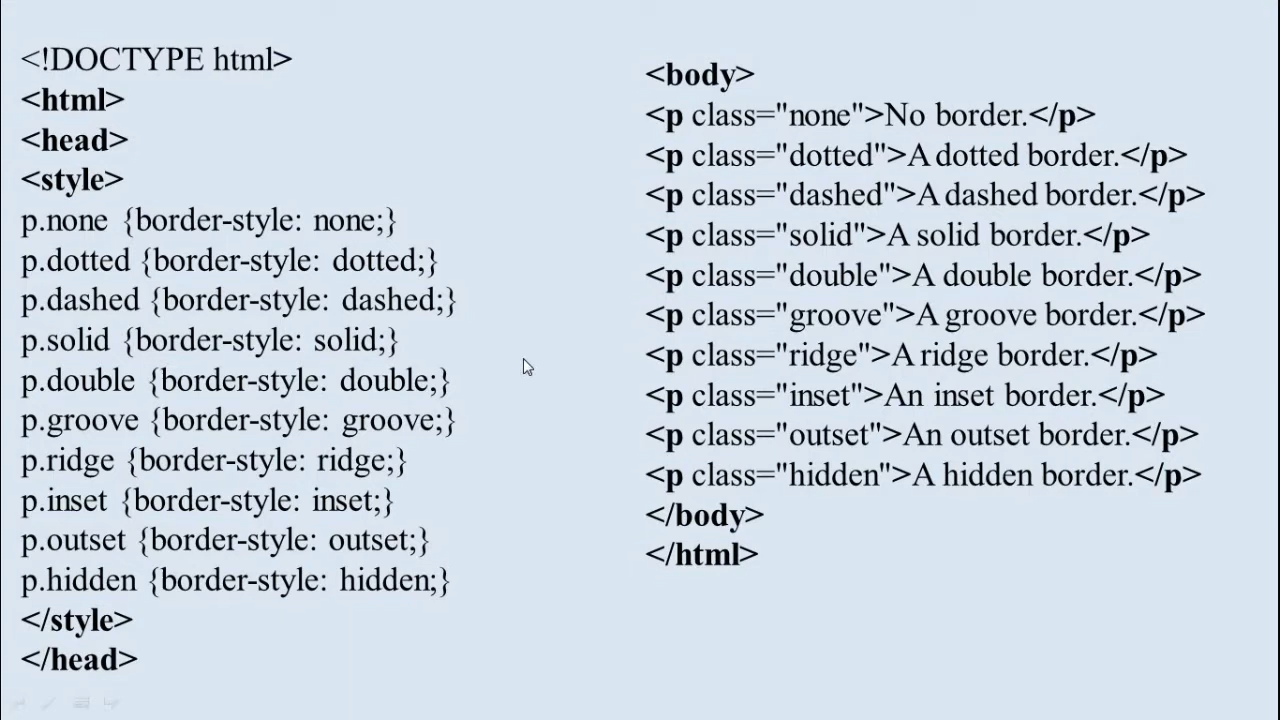 <!DOCTYPE html>
<html>
<head>
<style>
p.none {border-style: none;}
p.dotted {border-style: dotted;}
p.dashed {border-style: dashed;}
p.solid {border-style: solid;}
p.double {border-style: double;}
p.groove {border-style: groove;}
p.ridge {border-style: ridge;}
p.inset {border-style: inset;}
p.outset {border-style: outset;}
p.hidden {border-style: hidden;}
</style>
</head>
<body>
<p class="none">No border.</p>
<p class="dotted">A dotted border.</p>
<p class="dashed">A dashed border.</p>
<p class="solid">A solid border.</p>
<p class="double">A double border.</p>
<p class="groove">A groove border.</p>
<p class="ridge">A ridge border.</p>
<p class="inset">An inset border.</p>
<p class="outset">An outset border.</p>
<p class="hidden">A hidden border.</p>
</body>
</html>